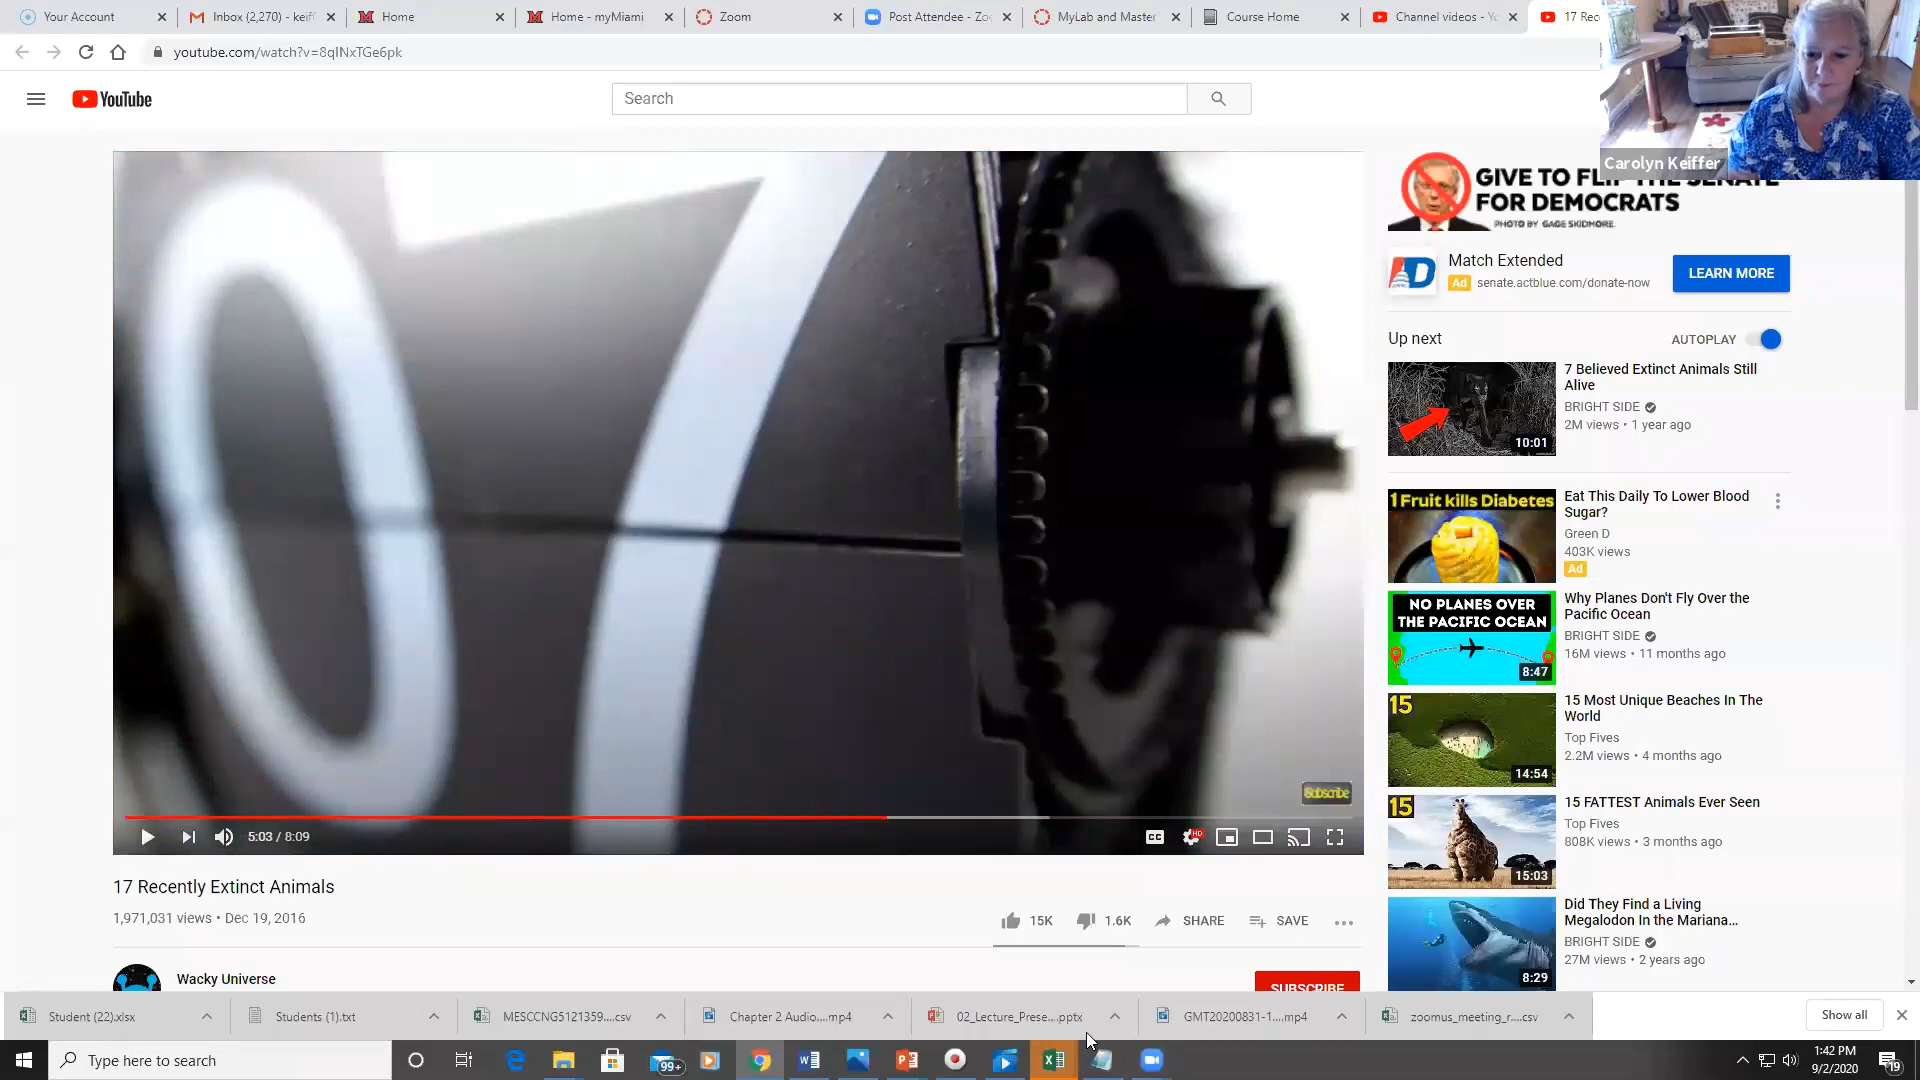 Your Account
Inbox (2,270) - keiff
Home
Home - myMiami
Zoom
Post Attendee - Zoo
MyLab and Master
Course Home
Channel videos - Yo
17 Rec
youtube.com/watch?v=8qINxTGe6pk
YouTube
Search
Carolyn Keiffer
GIVE TO FLIP THE SENATE
FOR DEMOCRATS
PHOTO BY GAGE SKIDMORE.
Match Extended
Ad senate.actblue.com/donate-now
LEARN MORE
Up next
AUTOPLAY
7 Believed Extinct Animals Still
Alive
BRIGHT SIDE
2M views • 1 year ago
10:01
1 Fruit kills Diabetes
Eat This Daily To Lower Blood
Sugar?
Green D
403K views
Ad
NO PLANES OVER
THE PACIFIC OCEAN
8:47
Why Planes Don't Fly Over the
Pacific Ocean
BRIGHT SIDE
16M views • 11 months ago
15
14:54
15 Most Unique Beaches In The
World
Top Fives
2.2M views • 4 months ago
15
15:03
15 FATTEST Animals Ever Seen
Top Fives
808K views • 3 months ago
8:29
Did They Find a Living
Megalodon In the Mariana...
BRIGHT SIDE
27M views • 2 years ago
07
Subscribe
5:03 / 8:09
CC
HD
17 Recently Extinct Animals
1,971,031 views • Dec 19, 2016
15K
1.6K
SHARE
SAVE
Wacky Universe
SUBSCRIBE
Student (22).xlsx
Students (1).txt
MESCCNG5121359....csv
Chapter 2 Audio....mp4
02_Lecture_Prese....pptx
GMT20200831-1....mp4
zoomus_meeting_r....csv
Show all
Type here to search
99+
1:42 PM
9/2/2020
19